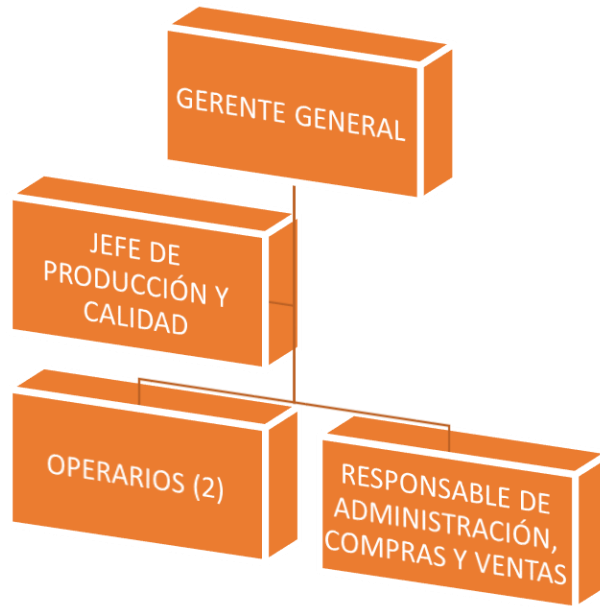 GERENTE GENERAL
JEFE DE
PRODUCCIÓN Y
CALIDAD
OPERARIOS (2)
RESPONSABLE DE
ADMINISTRACIÓN,
COMPRAS Y VENTAS